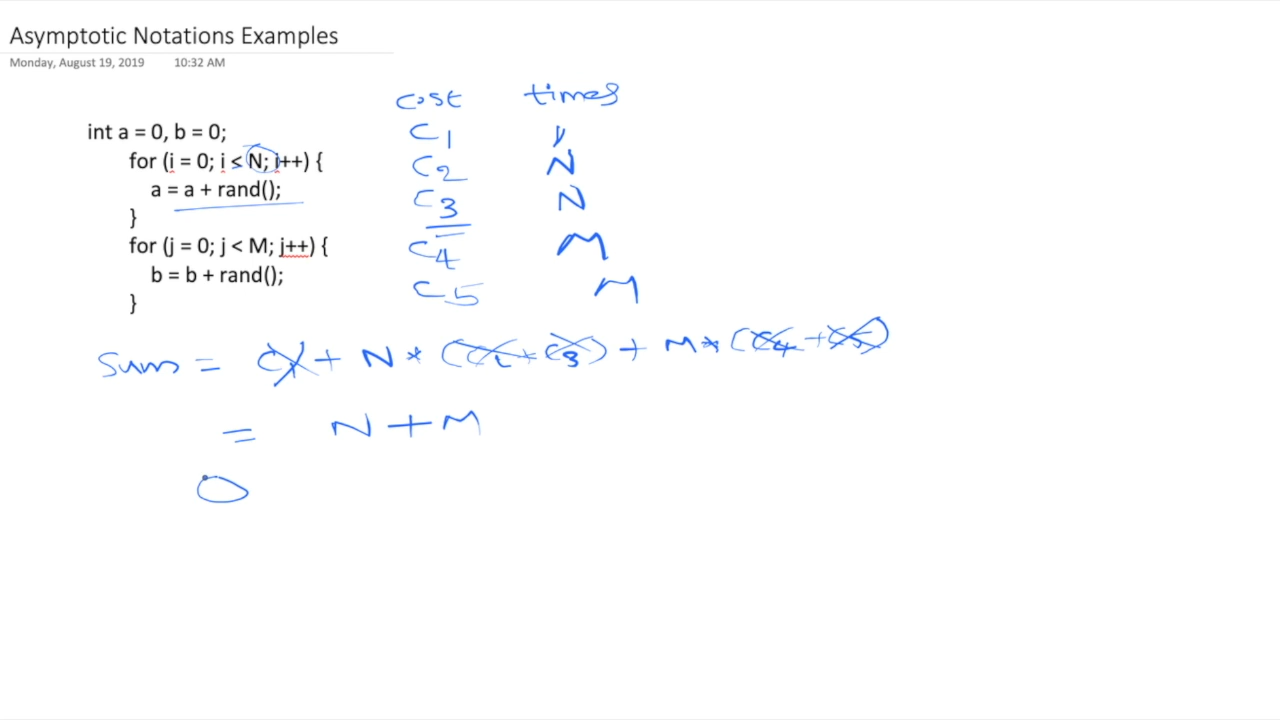 Asymptotic Notations Examples
Monday, August 19, 2019 10:32 AM
cost times
int a = 0, b = 0; C1 1
for (i = 0; i < N; i++) { C2 N
a = a + rand(); C3 N
}
for (j = 0; j < M; j++) { C4 M
b = b + rand(); C5 M
}
Sum = C1 + N * (C2 + C3) + M * (C4 + C5)
= N + M
O